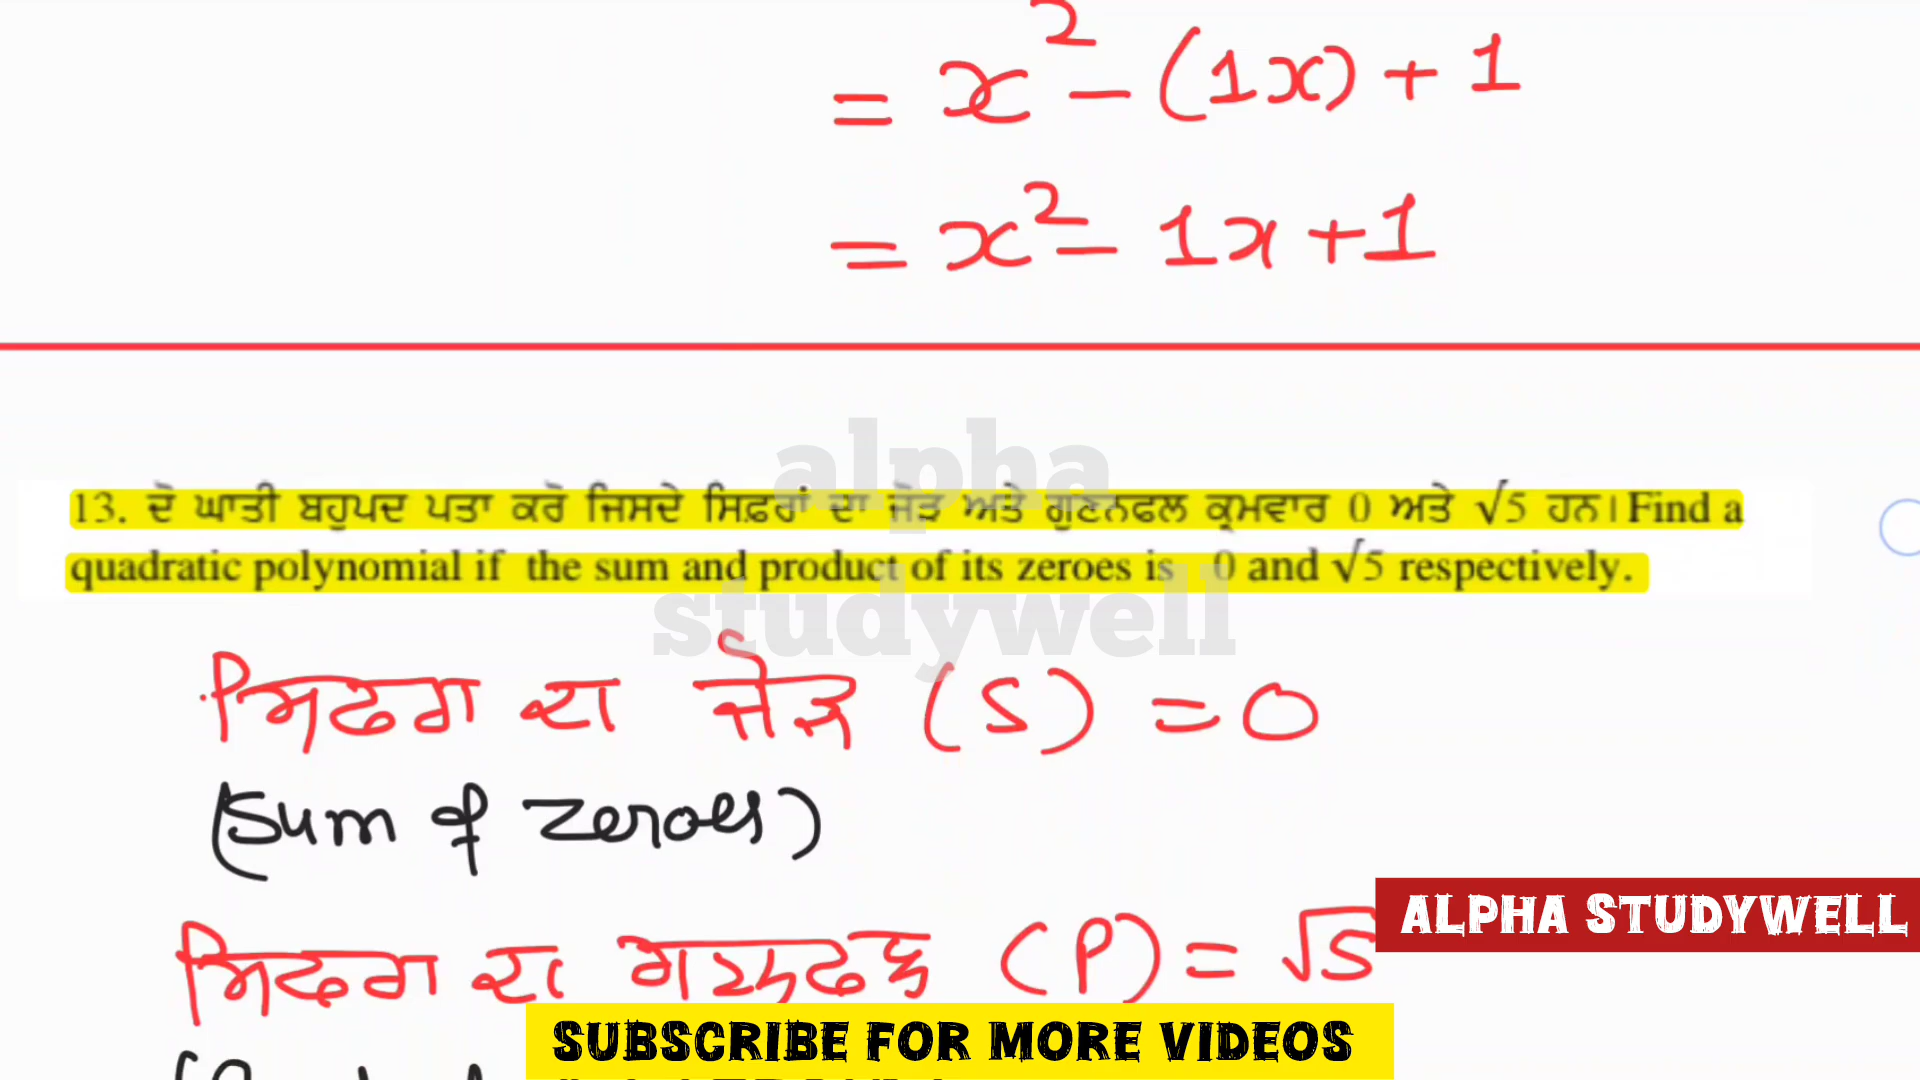 = x² - (1x) + 1
= x² - 1x + 1
alpha
studywell
13. ਦੋ ਘਾਤੀ ਬਹੁਪਦ ਪਤਾ ਕਰੋ ਜਿਸਦੇ ਸਿਫ਼ਰਾਂ ਦਾ ਜੋੜ ਅਤੇ ਗੁਣਨਫਲ ਕ੍ਰਮਵਾਰ 0 ਅਤੇ √5 ਹਨ। Find a
quadratic polynomial if the sum and product of its zeroes is 0 and √5 respectively.
ਸਿਫਰਾ ਦਾ ਜੋੜ (S) = 0
(Sum of zeroes)
ਸਿਫਰਾ ਦਾ ਗੁਣਨਫਲ (P) = √5
ALPHA STUDYWELL
SUBSCRIBE FOR MORE VIDEOS